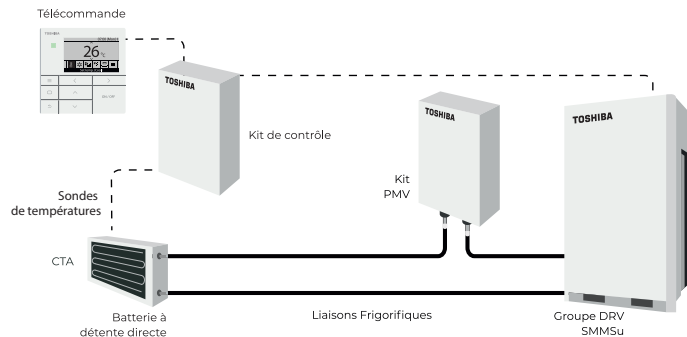 Télécommande
TOSHIBA
26 °c
TOSHIBA
Kit de contrôle
TOSHIBA
TOSHIBA
Kit
PMV
Sondes
de températures
CTA
Batterie à
détente directe
Liaisons Frigorifiques
Groupe DRV
SMMSu